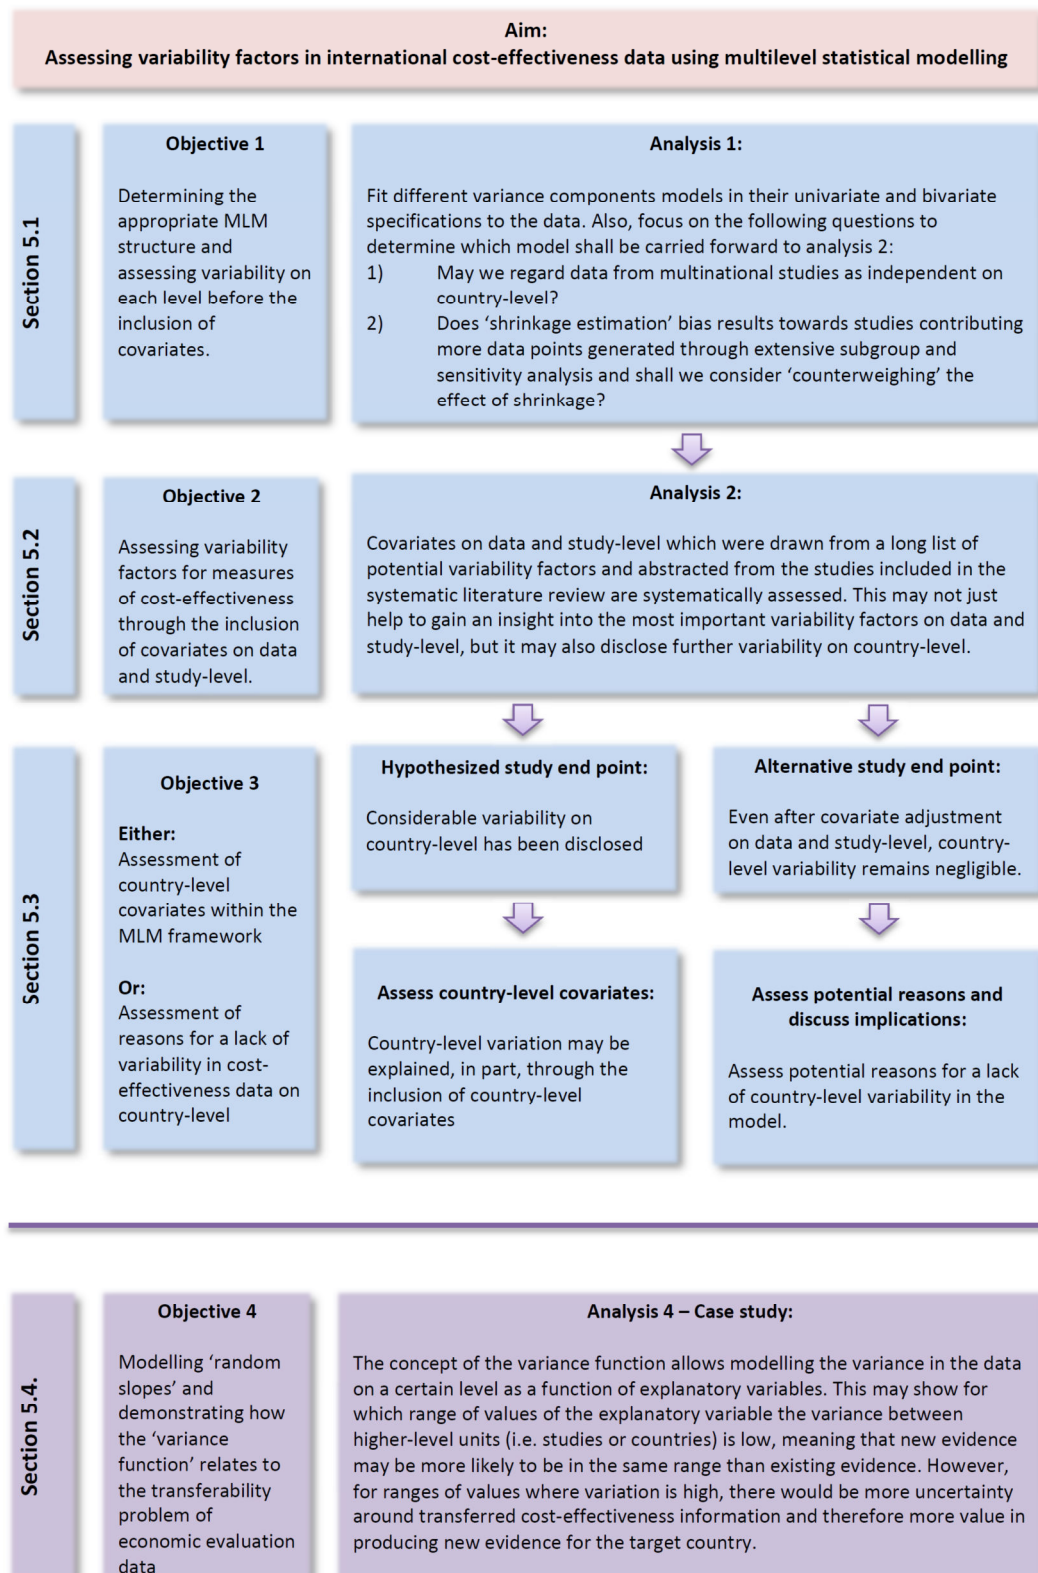 Aim:
Assessing variability factors in international cost-effectiveness data using multilevel statistical modelling
Section 5.1
Objective 1
Determining the
appropriate MLM
structure and
assessing variability on
each level before the
inclusion of
covariates.
Analysis 1:
Fit different variance components models in their univariate and bivariate
specifications to the data. Also, focus on the following questions to
determine which model shall be carried forward to analysis 2:
1) May we regard data from multinational studies as independent on
country-level?
2) Does ‘shrinkage estimation’ bias results towards studies contributing
more data points generated through extensive subgroup and
sensitivity analysis and shall we consider ‘counterweighing’ the
effect of shrinkage?
Section 5.2
Objective 2
Assessing variability
factors for measures
of cost-effectiveness
through the inclusion
of covariates on data
and study-level.
Analysis 2:
Covariates on data and study-level which were drawn from a long list of
potential variability factors and abstracted from the studies included in the
systematic literature review are systematically assessed. This may not just
help to gain an insight into the most important variability factors on data and
study-level, but it may also disclose further variability on country-level.
Section 5.3
Objective 3
Either:
Assessment of
country-level
covariates within the
MLM framework
Or:
Assessment of
reasons for a lack of
variability in cost-
effectiveness data on
country-level
Hypothesized study end point:
Considerable variability on
country-level has been disclosed
Alternative study end point:
Even after covariate adjustment
on data and study-level, country-
level variability remains negligible.
Assess country-level covariates:
Country-level variation may be
explained, in part, through the
inclusion of country-level
covariates
Assess potential reasons and
discuss implications:
Assess potential reasons for a lack
of country-level variability in the
model.
Section 5.4.
Objective 4
Modelling ‘random
slopes’ and
demonstrating how
the ‘variance
function’ relates to
the transferability
problem of
economic evaluation
data
Analysis 4 – Case study:
The concept of the variance function allows modelling the variance in the data
on a certain level as a function of explanatory variables. This may show for
which range of values of the explanatory variable the variance between
higher-level units (i.e. studies or countries) is low, meaning that new evidence
may be more likely to be in the same range than existing evidence. However,
for ranges of values where variation is high, there would be more uncertainty
around transferred cost-effectiveness information and therefore more value in
producing new evidence for the target country.